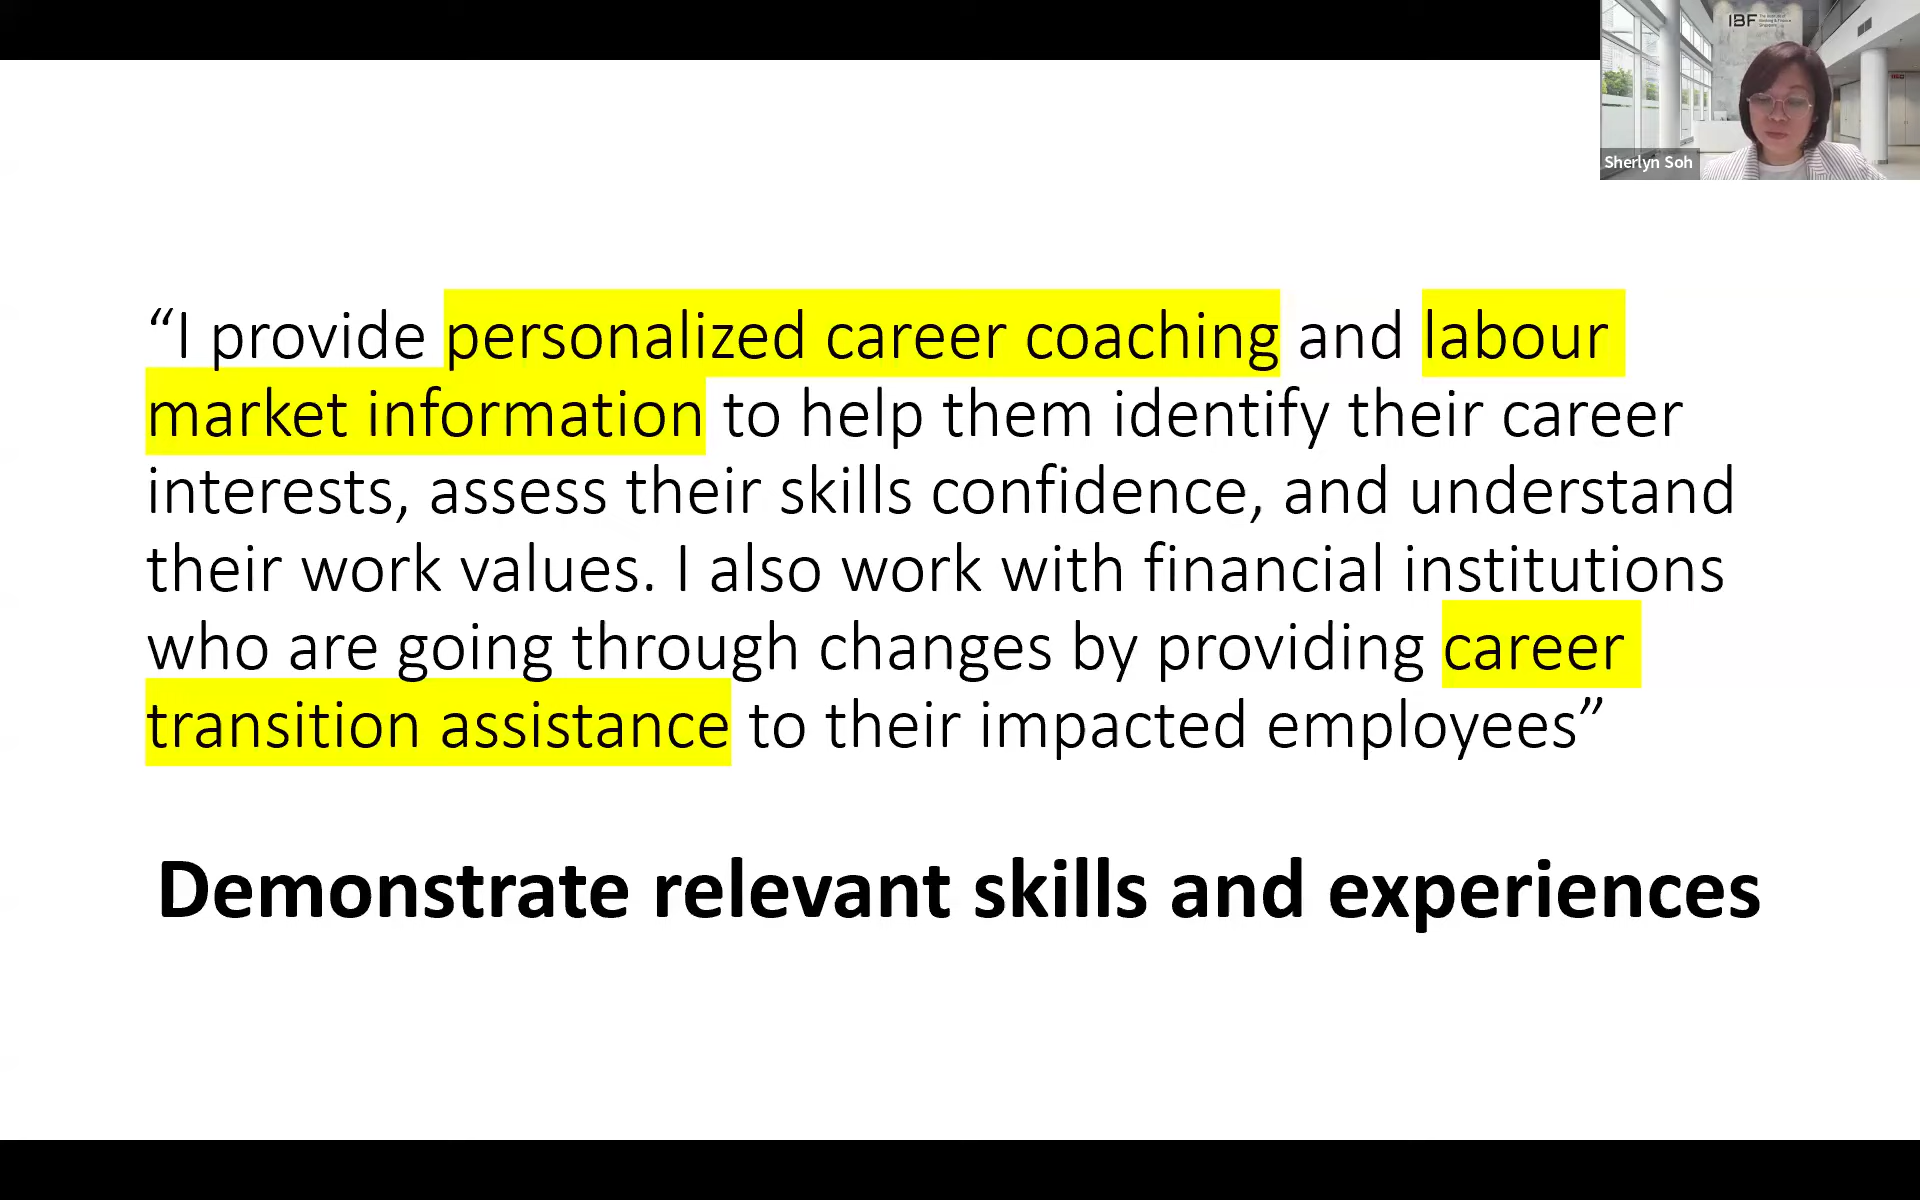 IBF
Sherlyn Soh
“I provide personalized career coaching and labour
market information to help them identify their career
interests, assess their skills confidence, and understand
their work values. I also work with financial institutions
who are going through changes by providing career
transition assistance to their impacted employees”
Demonstrate relevant skills and experiences